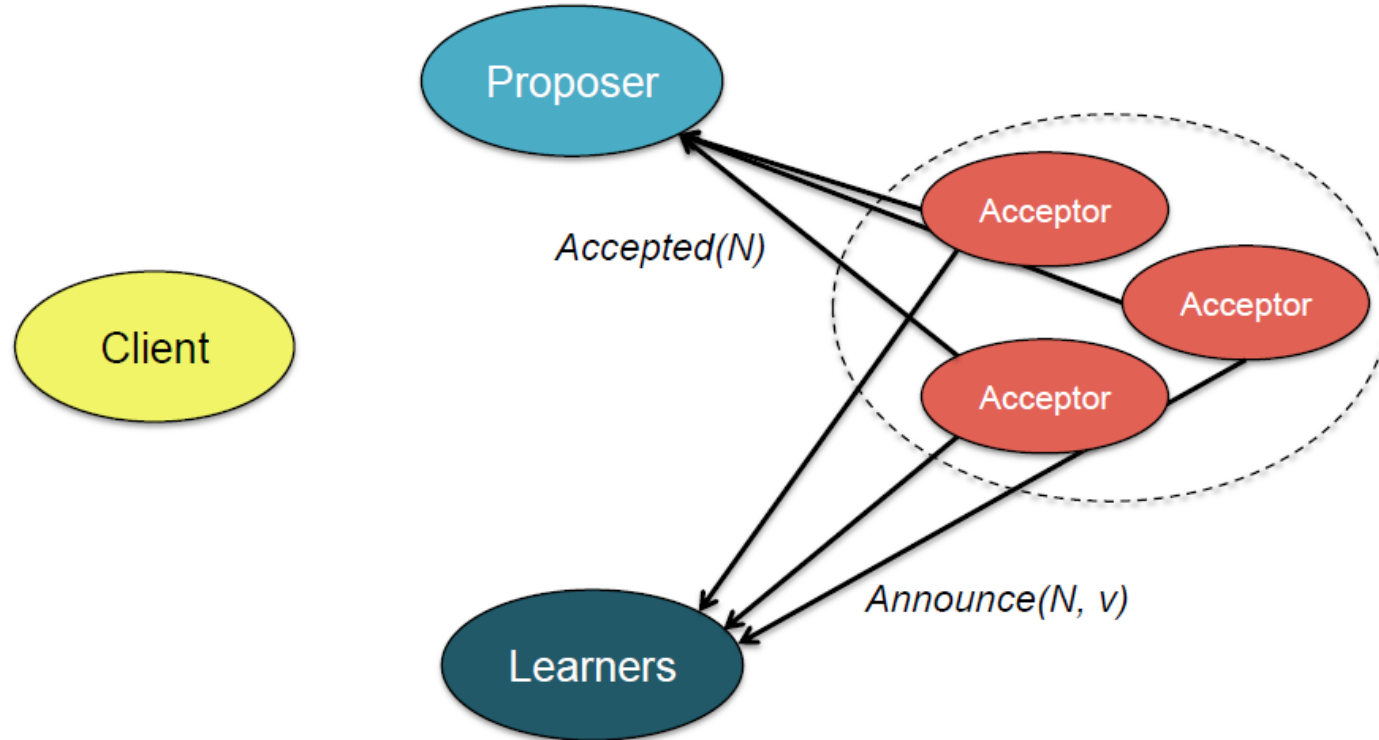 Proposer
Acceptor
Accepted(N)
Acceptor
Client
Acceptor
Announce(N, v)
Learners